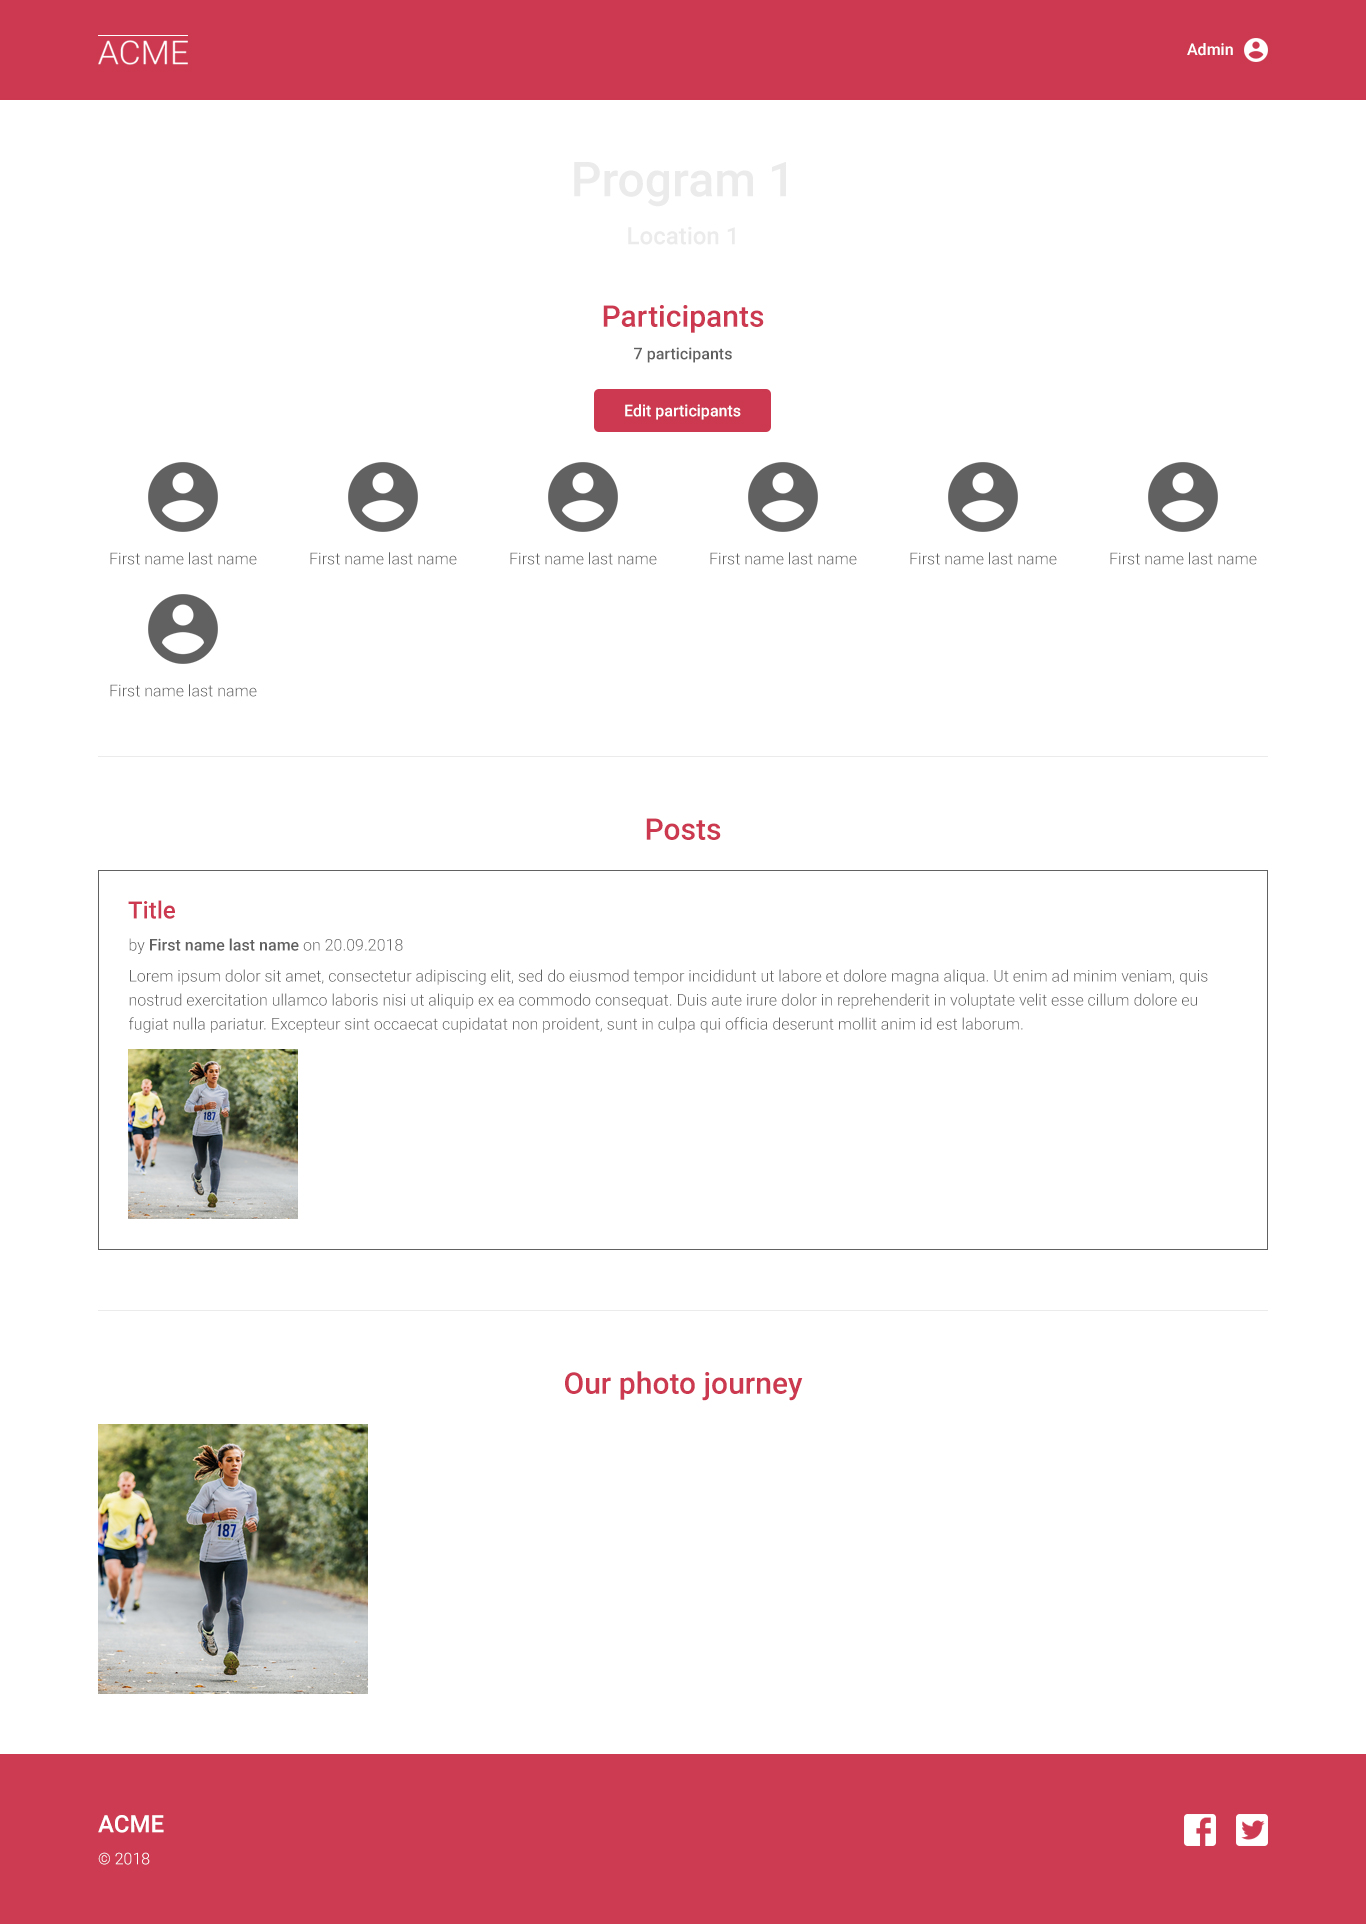 ACME
Admin
Program 1
Location 1
Participants
7 participants
Edit participants
First name last name
First name last name
First name last name
First name last name
First name last name
First name last name
First name last name
Posts
Title
by First name last name on 20.09.2018
Lorem ipsum dolor sit amet, consectetur adipiscing elit, sed do eiusmod tempor incididunt ut labore et dolore magna aliqua. Ut enim ad minim veniam, quis
nostrud exercitation ullamco laboris nisi ut aliquip ex ea commodo consequat. Duis aute irure dolor in reprehenderit in voluptate velit esse cillum dolore eu
fugiat nulla pariatur. Excepteur sint occaecat cupidatat non proident, sunt in culpa qui officia deserunt mollit anim id est laborum.
187
Our photo journey
187
ACME
© 2018